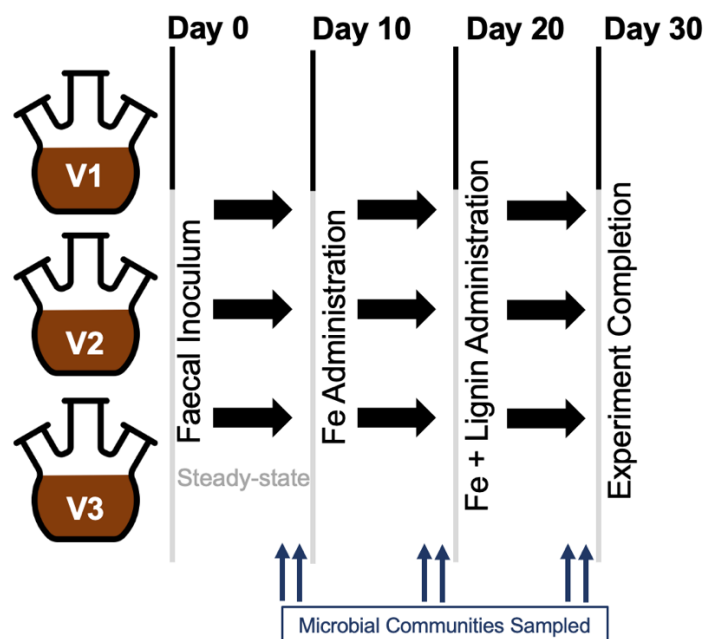 Day 0
Day 10
Day 20
Day 30
V1
V2
V3
Faecal Inoculum
Fe Administration
Fe + Lignin Administration
Experiment Completion
Steady-state
Microbial Communities Sampled